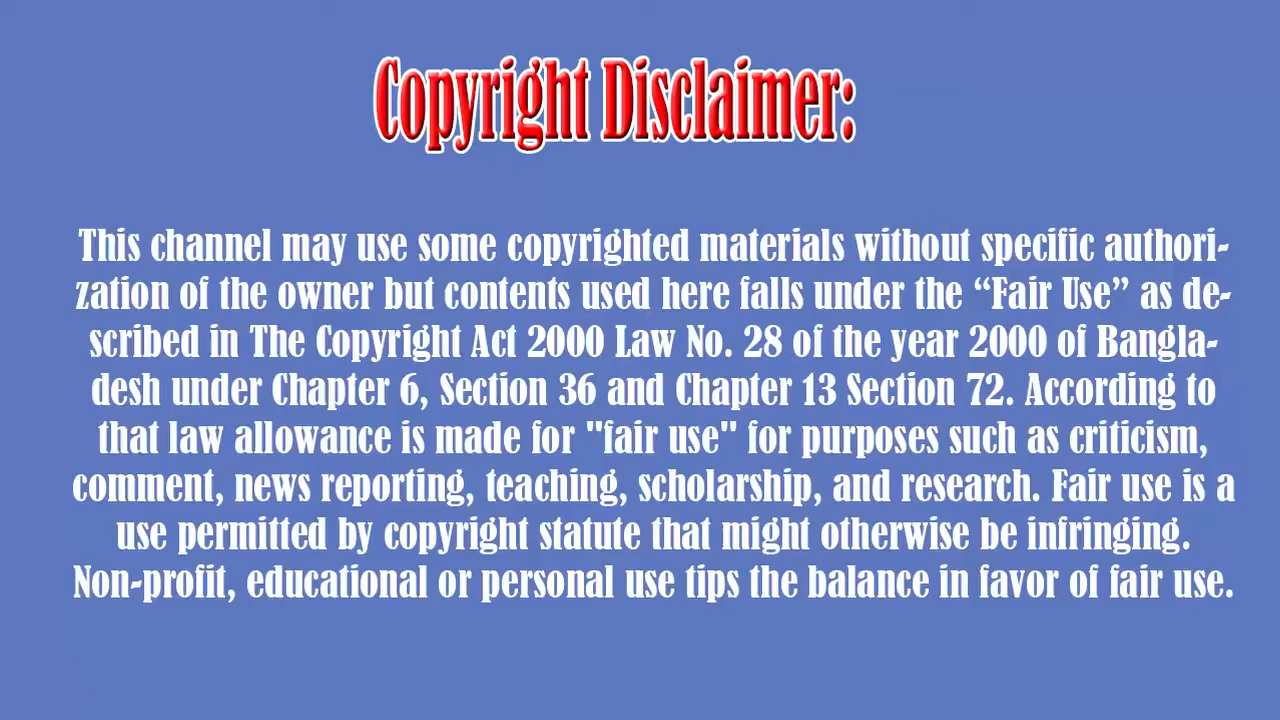 Copyright Disclaimer:
This channel may use some copyrighted materials without specific authori-
zation of the owner but contents used here falls under the “Fair Use” as de-
scribed in The Copyright Act 2000 Law No. 28 of the year 2000 of Bangla-
desh under Chapter 6, Section 36 and Chapter 13 Section 72. According to
that law allowance is made for "fair use" for purposes such as criticism,
comment, news reporting, teaching, scholarship, and research. Fair use is a
use permitted by copyright statute that might otherwise be infringing.
Non-profit, educational or personal use tips the balance in favor of fair use.